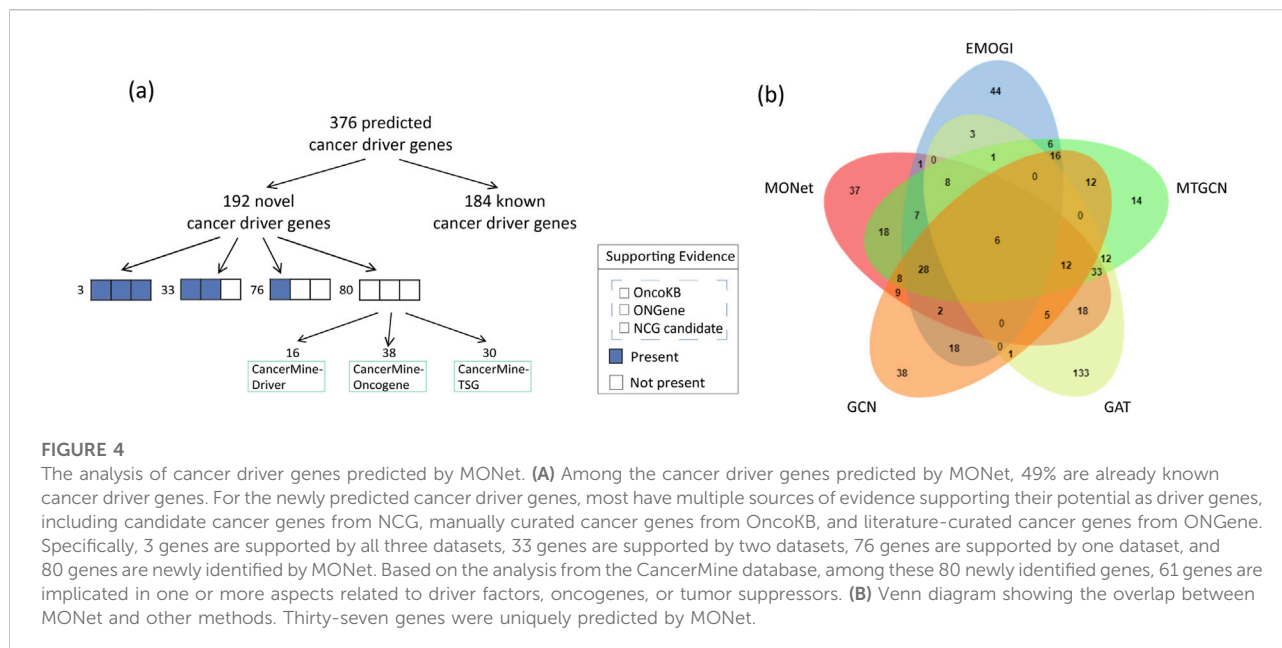 (a)
376 predicted
cancer driver genes
192 novel
cancer driver genes
184 known
cancer driver genes
3
33
76
80
16
CancerMine-
Driver
38
CancerMine-
Oncogene
30
CancerMine-
TSG
Supporting Evidence
OncoKB
ONGene
NCG candidate
Present
Not present
(b)
EMOGI
MONet
MTGCN
GCN
GAT
44
3
6
16
1
0
1
0
12
37
8
14
7
0
18
6
12
28
12
33
8
9
2
5
18
0
18
0
1
38
133
FIGURE 4
The analysis of cancer driver genes predicted by MONet. (A) Among the cancer driver genes predicted by MONet, 49% are already known
cancer driver genes. For the newly predicted cancer driver genes, most have multiple sources of evidence supporting their potential as driver genes,
including candidate cancer genes from NCG, manually curated cancer genes from OncoKB, and literature-curated cancer genes from ONGene.
Specifically, 3 genes are supported by all three datasets, 33 genes are supported by two datasets, 76 genes are supported by one dataset, and
80 genes are newly identified by MONet. Based on the analysis from the CancerMine database, among these 80 newly identified genes, 61 genes are
implicated in one or more aspects related to driver factors, oncogenes, or tumor suppressors. (B) Venn diagram showing the overlap between
MONet and other methods. Thirty-seven genes were uniquely predicted by MONet.